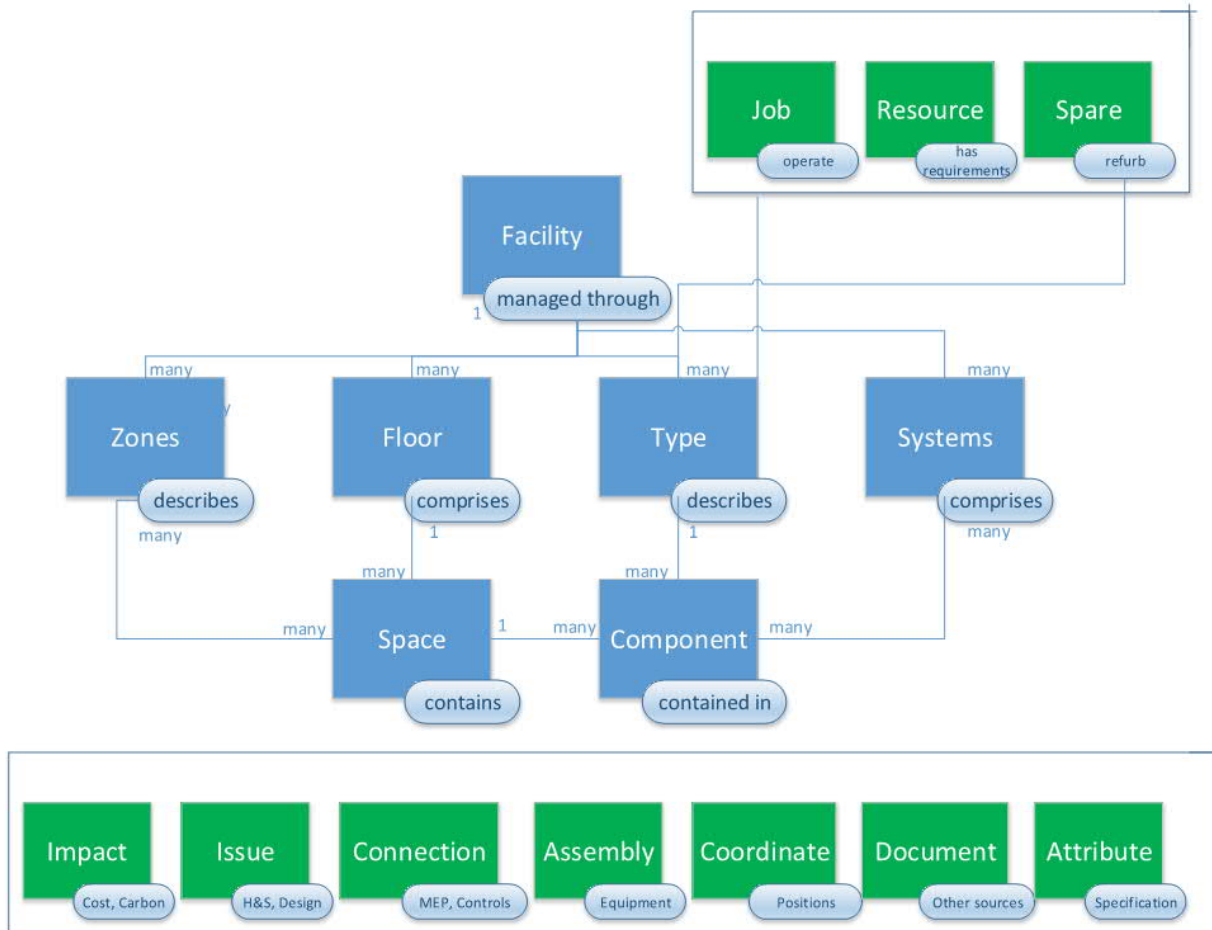 Job
Resource
Spare
operate
has
requirements
refurb
Facility
managed through
1
many
many
many
many
y
Zones
Floor
Type
Systems
describes
comprises
describes
comprises
many
1
1
many
many
many
many
1
many
many
Space
Component
contains
contained in
Impact
Issue
Connection
Assembly
Coordinate
Document
Attribute
Cost, Carbon
H&S, Design
MEP, Controls
Equipment
Positions
Other sources
Specification